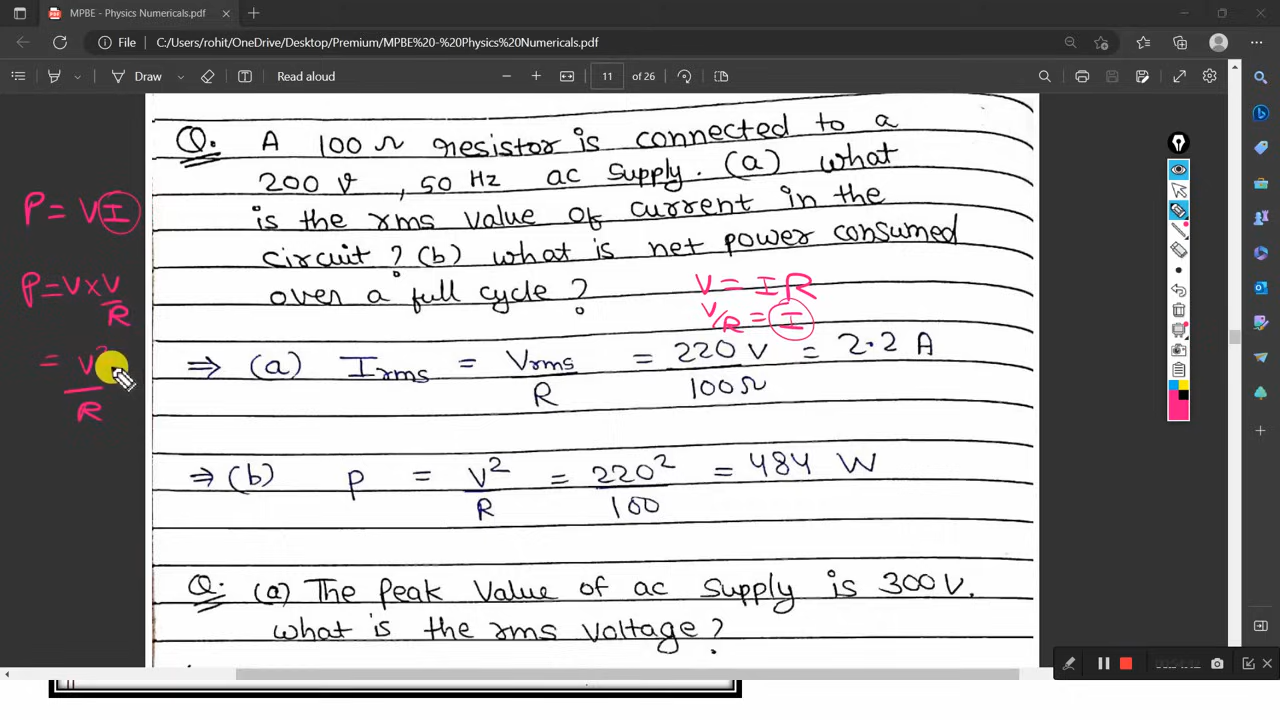 MPBE - Physics Numericals.pdf
File C:/Users/rohit/OneDrive/Desktop/Premium/MPBE%20-%20Physics%20Numericals.pdf
Draw Read aloud 11 of 26
Q. A 100 Ω resistor is connected to a
200 V , 50 Hz ac supply. (a) what
is the rms value of current in the
circuit ? (b) what is net power consumed
over a full cycle ?
P = VI
P = V × V/R
= V²/R
V = IR
V/R = I
⇒ (a) Irms = Vrms/R = 220 V/100Ω = 2.2 A
⇒ (b) P = V²/R = 220²/100 = 484 W
Q. (a) The Peak Value of ac Supply is 300 V.
what is the rms voltage ?